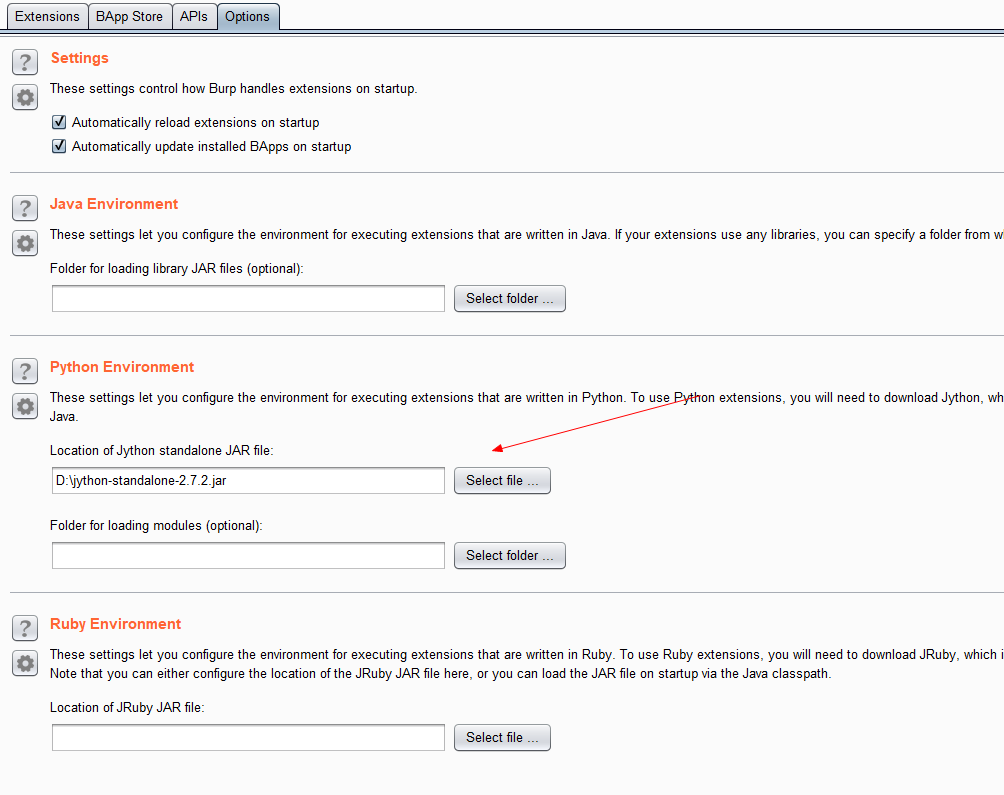 Extensions BApp Store APIs Options
Settings
These settings control how Burp handles extensions on startup.
Automatically reload extensions on startup
Automatically update installed BApps on startup
Java Environment
These settings let you configure the environment for executing extensions that are written in Java. If your extensions use any libraries, you can specify a folder from
Folder for loading library JAR files (optional):
Select folder ...
Python Environment
These settings let you configure the environment for executing extensions that are written in Python. To use Python extensions, you will need to download Jython,
Java.
Location of Jython standalone JAR file:
D:\jython-standalone-2.7.2.jar Select file ...
Folder for loading modules (optional):
Select folder ...
Ruby Environment
These settings let you configure the environment for executing extensions that are written in Ruby. To use Ruby extensions, you will need to download JRuby, which
Note that you can either configure the location of the JRuby JAR file here, or you can load the JAR file on startup via the Java classpath.
Location of JRuby JAR file:
Select file ...